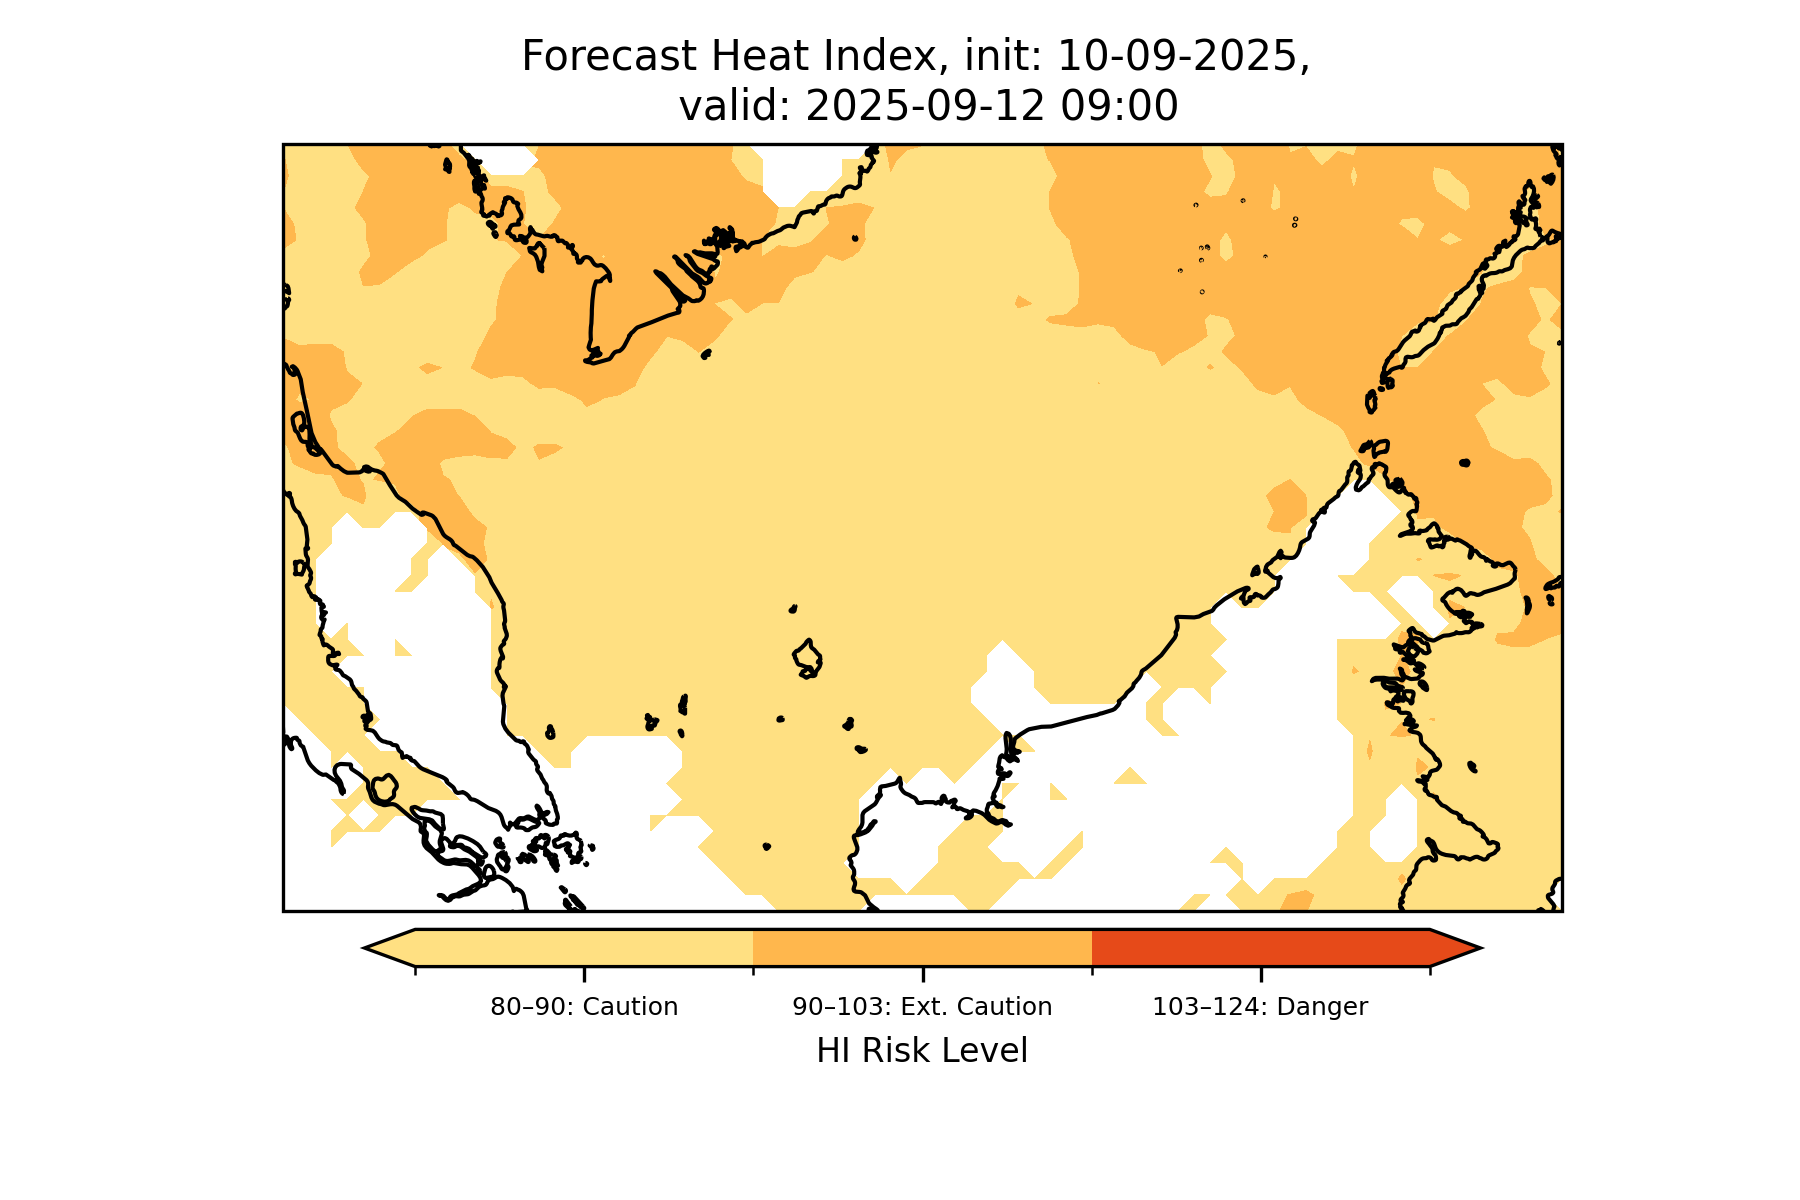 Forecast Heat Index, init: 10-09-2025,
valid: 2025-09-12 09:00
80–90: Caution
90–103: Ext. Caution
103–124: Danger
HI Risk Level